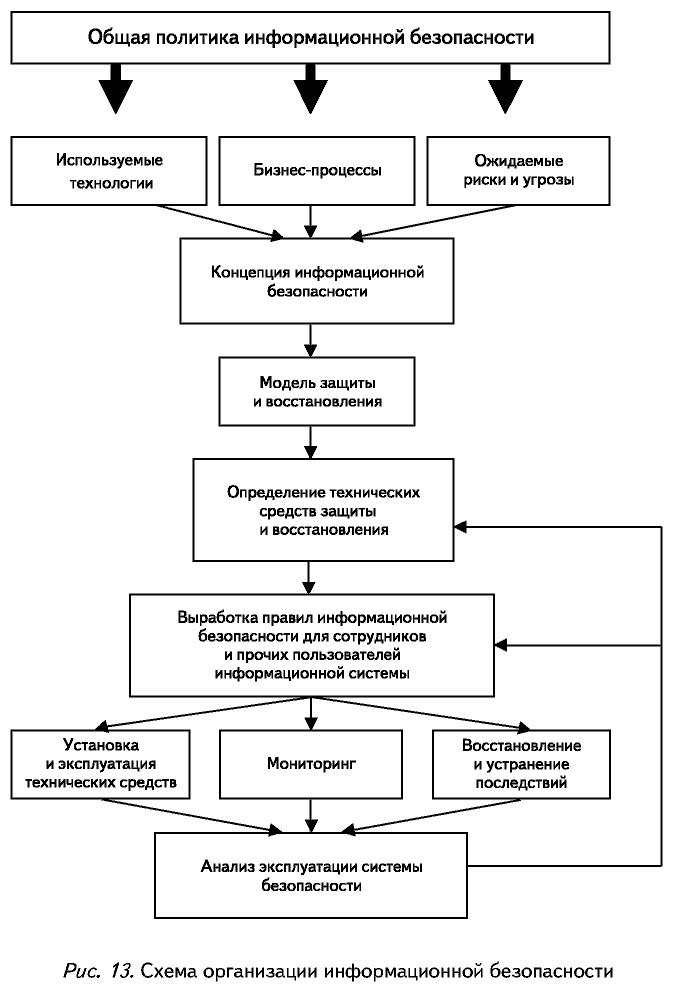 Общая политика информационной безопасности
Используемые
технологии
Бизнес-процессы
Ожидаемые
риски и угрозы
Концепция информационной
безопасности
Модель защиты
и восстановления
Определение технических
средств защиты
и восстановления
Выработка правил информационной
безопасности для сотрудников
и прочих пользователей
информационной системы
Установка
и эксплуатация
технических средств
Мониторинг
Восстановление
и устранение
последствий
Анализ эксплуатации системы
безопасности
Рис. 13. Схема организации информационной безопасности